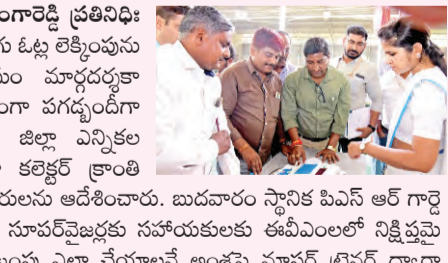 ంగారెడ్డి ప్రతినిధిః
గు ఓట్ల లెక్కింపును
ం మార్గదర్శకా
ంగా పగడ్బందీగా
జిల్లా ఎన్నికల
కలెక్టర్ క్రాంతి
రులను ఆదేశించారు. బుదవారం స్థానిక పిఎస్ ఆర్ గార్డె
సూపర్‌వైజర్లకు సహాయకులకు ఈవీఎంలలో నిక్షిప్తమై